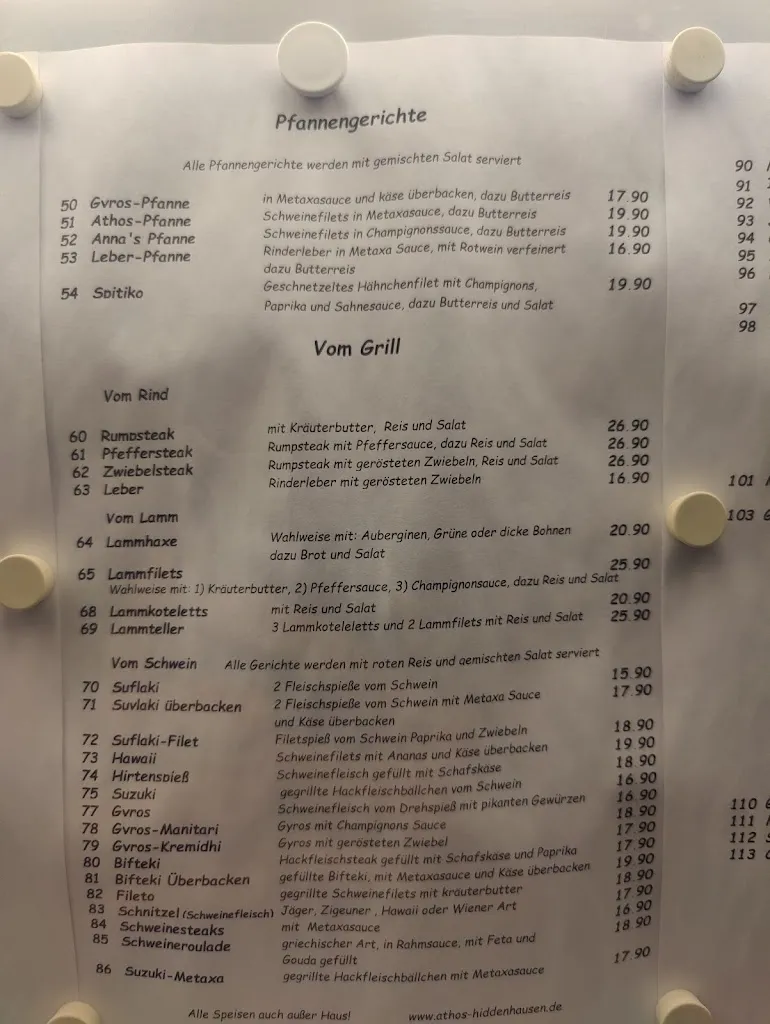 Pfannengerichte
Alle Pfannengerichte werden mit gemischten Salat serviert
50 Gyros-Pfanne in Metaxasauce und käse überbacken, dazu Butterreis 17.90
51 Athos-Pfanne Schweinefilets in Metaxasauce, dazu Butterreis 19.90
52 Anna's Pfanne Schweinefilets in Champignonssauce, dazu Butterreis 19.90
53 Leber-Pfanne Rinderleber in Metaxa Sauce, mit Rotwein verfeinert 16.90
dazu Butterreis
54 Spitiko Geschnetzeltes Hähnchenfilet mit Champignons, 19.90
Paprika und Sahnesauce, dazu Butterreis und Salat
Vom Grill
Vom Rind
60 Rumpsteak mit Kräuterbutter, Reis und Salat 26.90
61 Pfeffersteak Rumpsteak mit Pfeffersauce, dazu Reis und Salat 26.90
62 Zwiebelsteak Rumpsteak mit gerösteten Zwiebeln, Reis und Salat 26.90
63 Leber Rinderleber mit gerösteten Zwiebeln 16.90
Vom Lamm
64 Lammhaxe Wahlweise mit: Auberginen, Grüne oder dicke Bohnen 20.90
dazu Brot und Salat
65 Lammfilets 25.90
Wahlweise mit: 1) Kräuterbutter, 2) Pfeffersauce, 3) Champignonsauce, dazu Reis und Salat
68 Lammkoteletts mit Reis und Salat 20.90
69 Lammteller 3 Lammkoteleletts und 2 Lammfilets mit Reis und Salat 25.90
Vom Schwein Alle Gerichte werden mit roten Reis und gemischten Salat serviert
70 Suflaki 2 Fleischspieße vom Schwein 15.90
71 Suvlaki überbacken 2 Fleischspieße vom Schwein mit Metaxa Sauce 17.90
und Käse überbacken
72 Suflaki-Filet Filetspieß vom Schwein Paprika und Zwiebeln 18.90
73 Hawaii Schweinefilets mit Ananas und Käse überbacken 19.90
74 Hirtenspieß Schweinefleisch gefüllt mit Schafskäse 18.90
75 Suzuki gegrillte Hackfleischbällchen vom Schwein 16.90
77 Gyros Schweinefleisch vom Drehspieß mit pikanten Gewürzen 16.90
78 Gyros-Manitari Gyros mit Champignons Sauce 18.90
79 Gyros-Kremidhi Gyros mit gerösteten Zwiebel 17.90
80 Bifteki Hackfleischsteak gefüllt mit Schafskäse und Paprika 17.90
81 Bifteki Überbacken gefüllte Bifteki, mit Metaxasauce und Käse überbacken 19.90
82 Fileto gegrillte Schweinefilets mit kräuterbutter 18.90
83 Schnitzel (Schweinefleisch) Jäger, Zigeuner , Hawaii oder Wiener Art 17.90
84 Schweinesteaks mit Metaxasauce 16.90
85 Schweineroulade griechischer Art, in Rahmsauce, mit Feta und 18.90
Gouda gefüllt
86 Suzuki-Metaxa gegrillte Hackfleischbällchen mit Metaxasauce 17.90
Alle Speisen auch außer Haus! www.athos-hiddenhausen.de
90
91
92
93
94
95
96
97
98
101
103
110
111
112
113